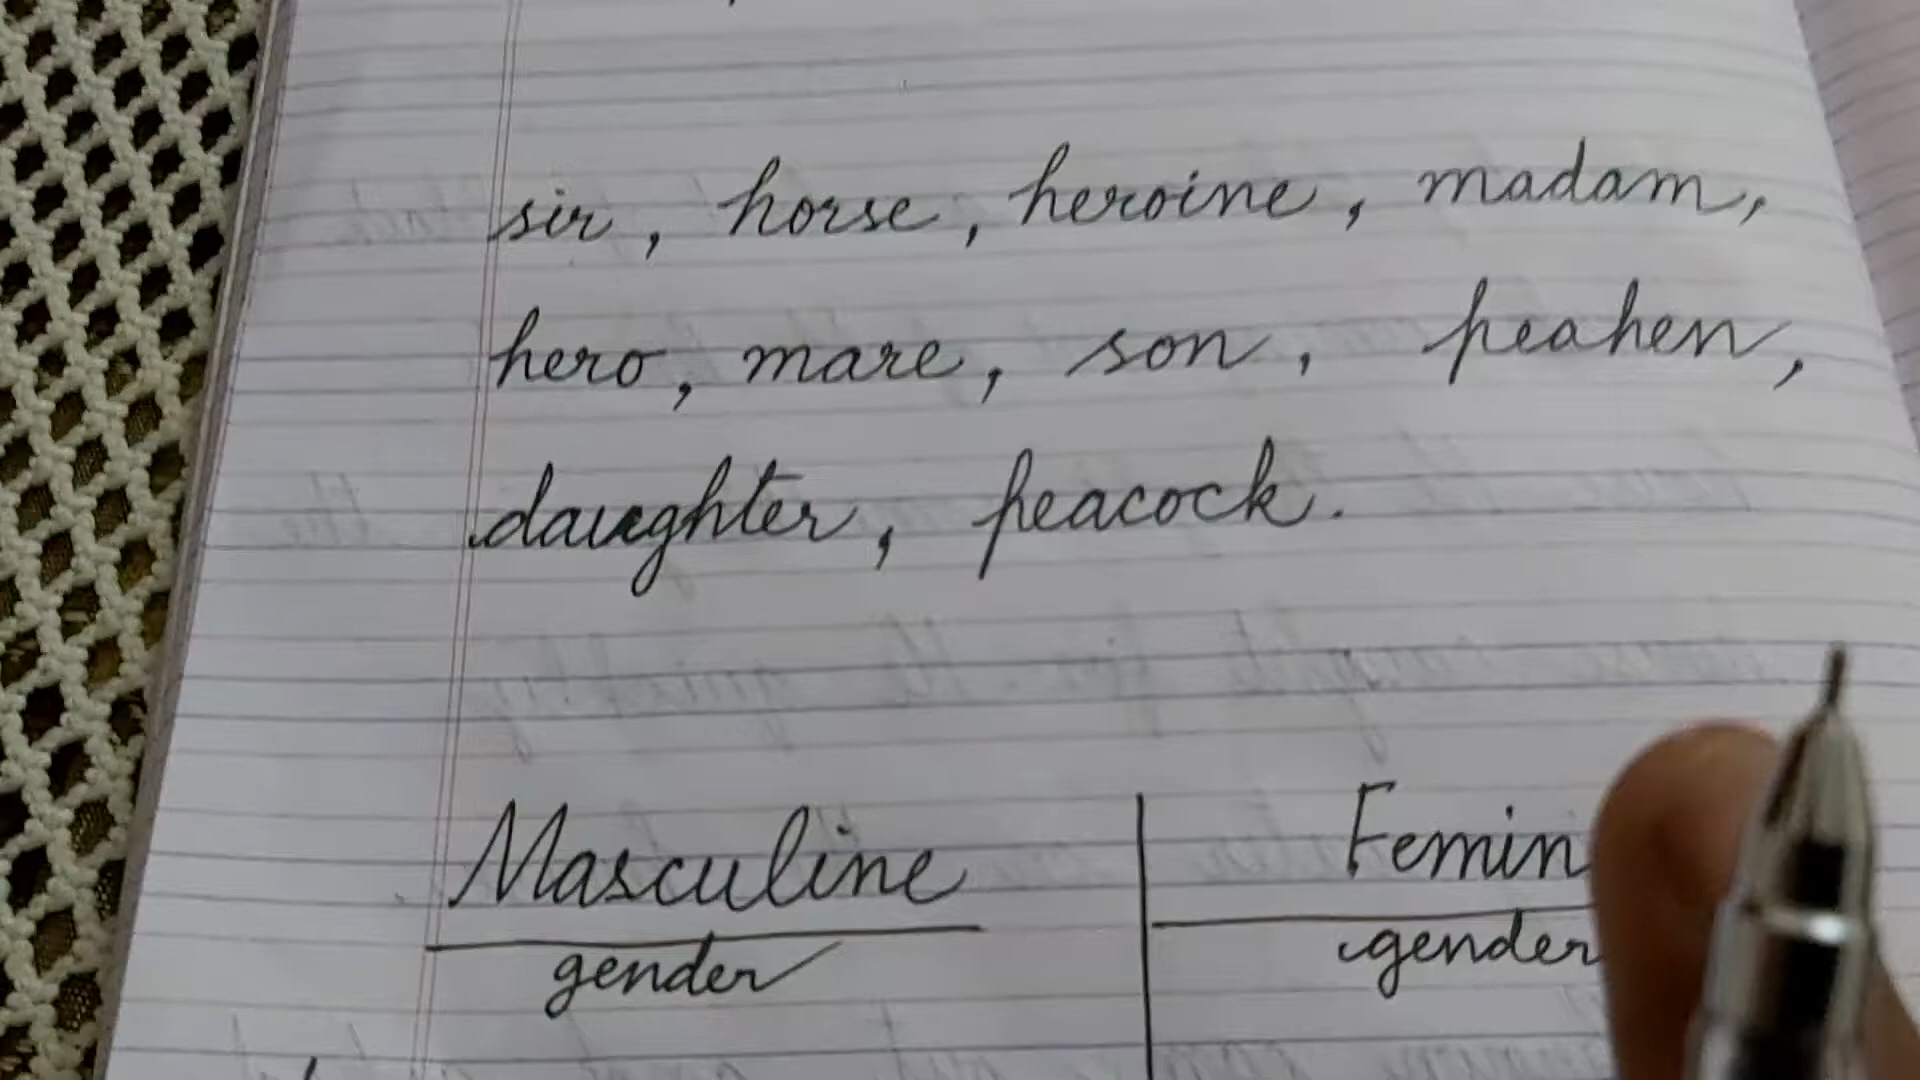 sir, horse, heroine, madam,
hero, mare, son, peahen,
daughter, peacock.
Masculine Femin
gender gender